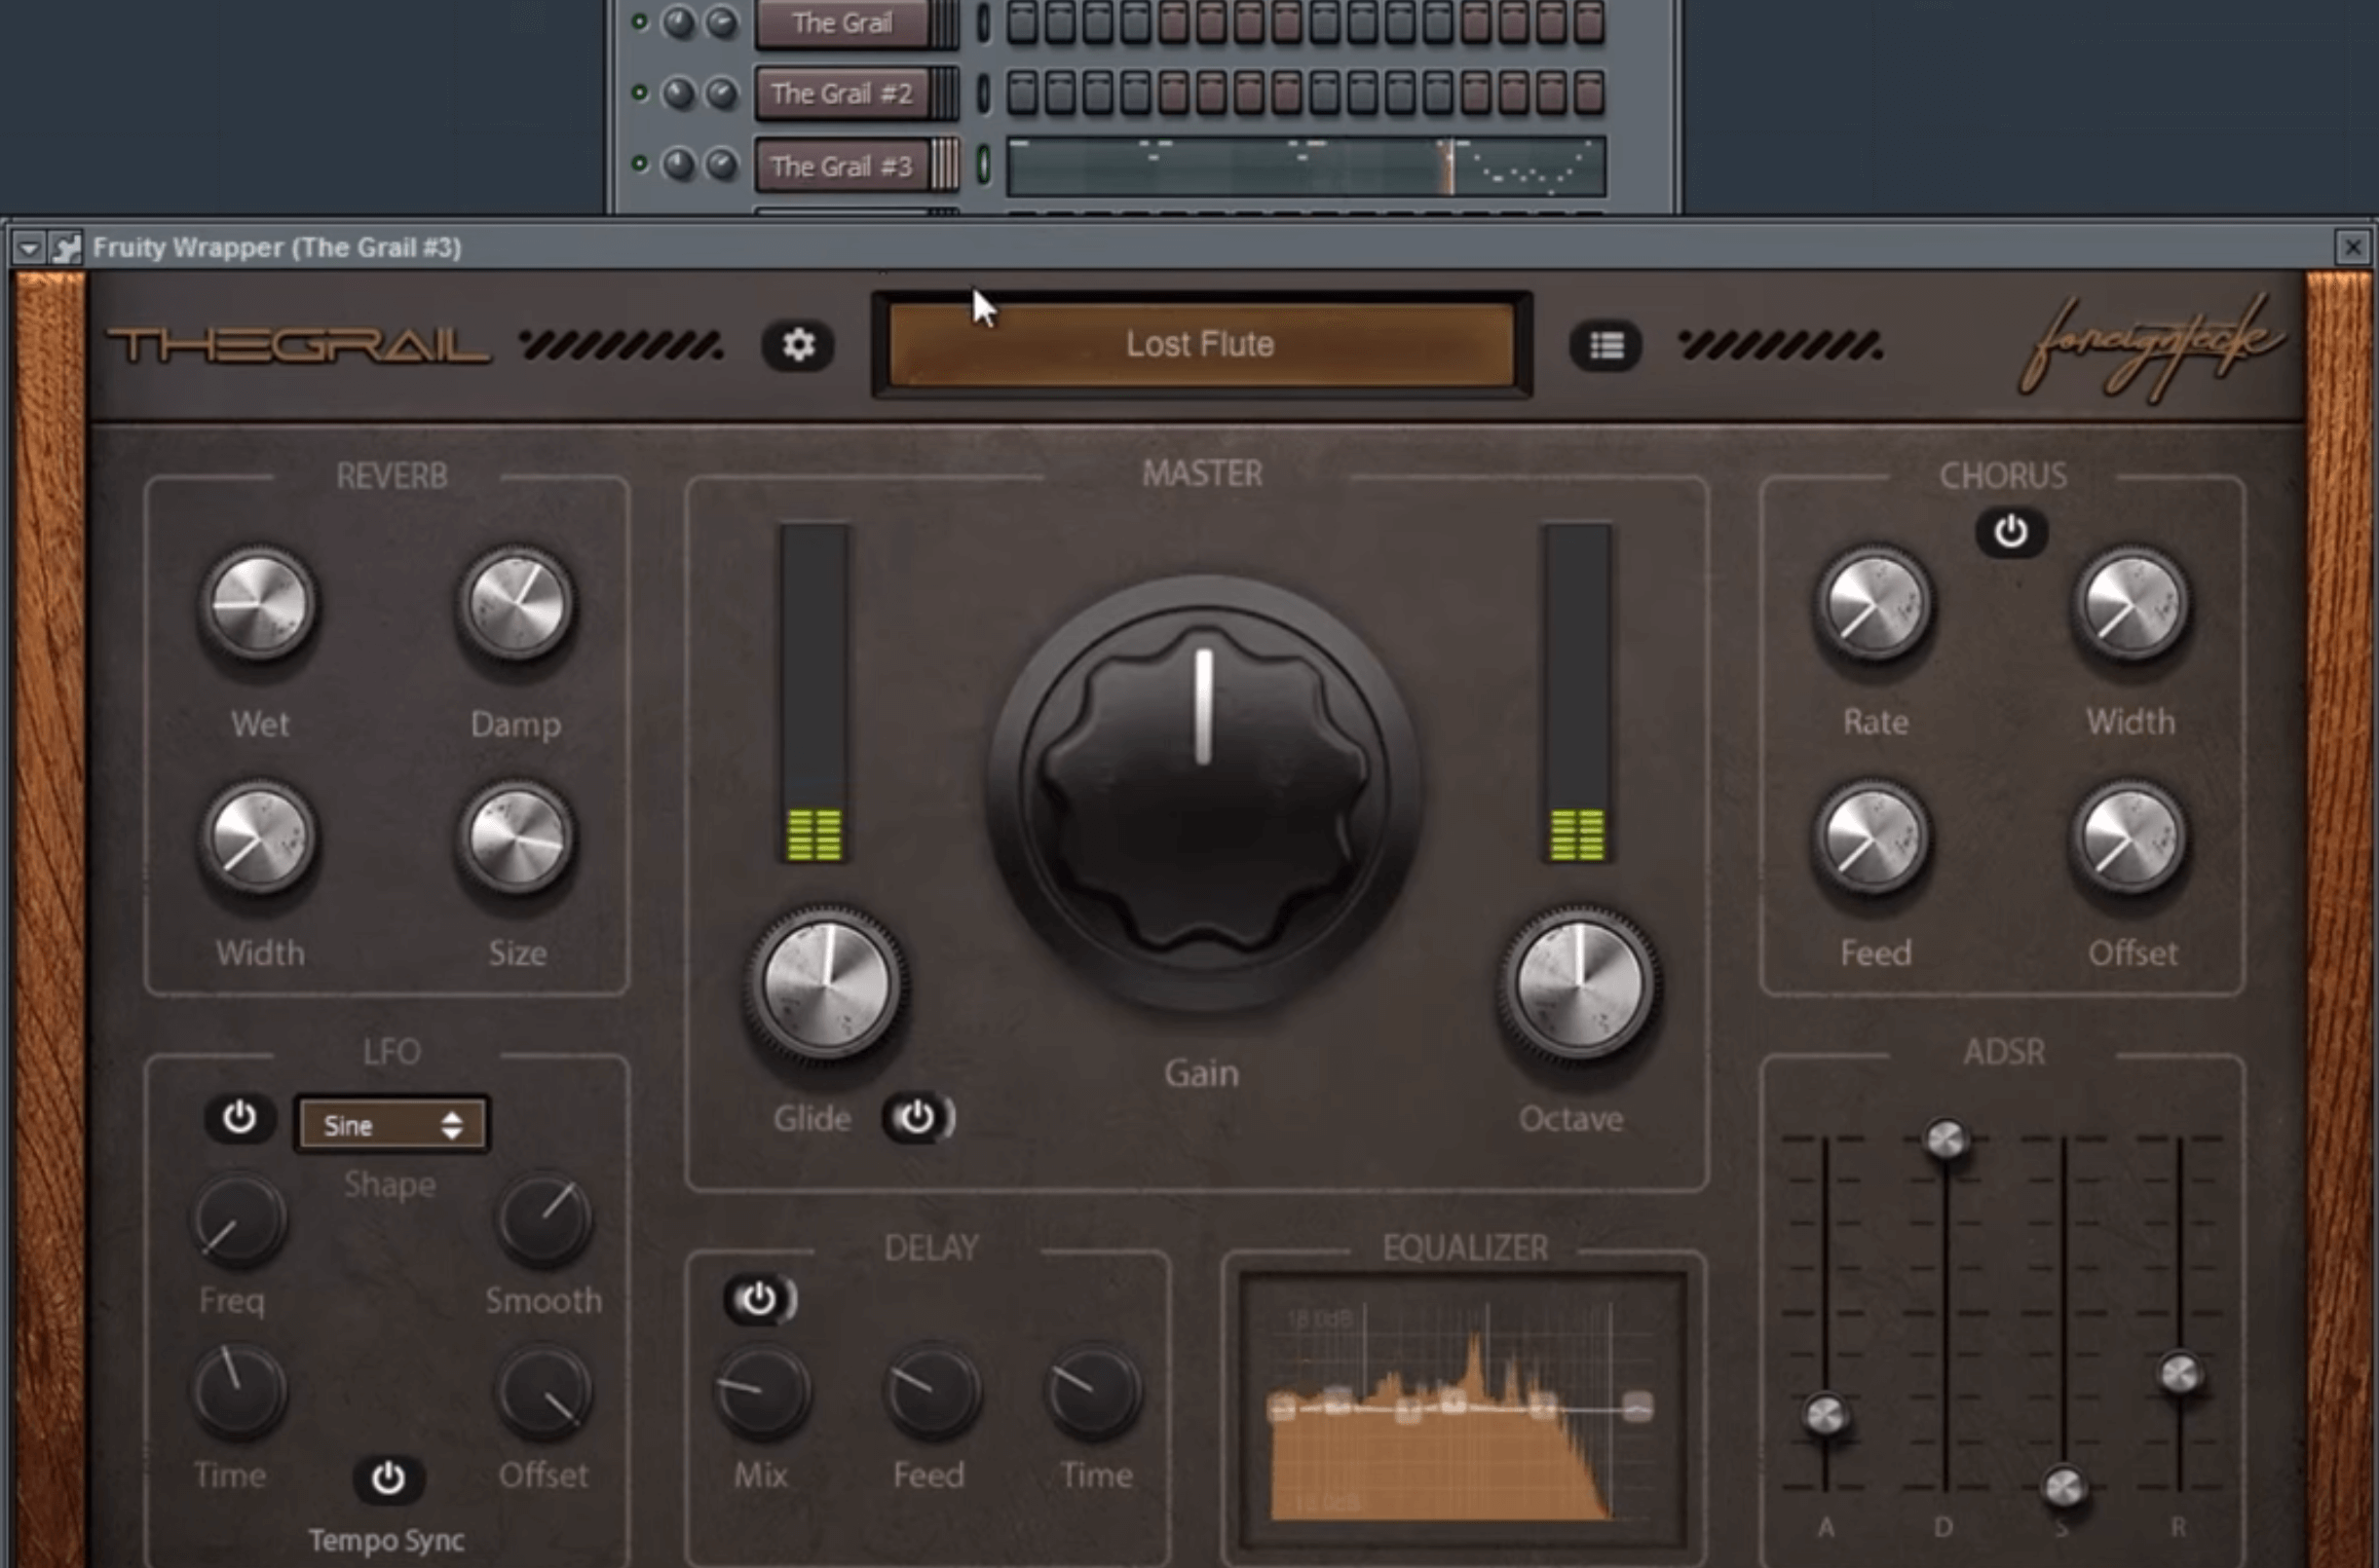 The Grail
The Grail #2
The Grail #3
Fruity Wrapper (The Grail #3)
THEGRAIL
Lost Flute
foreignteck
REVERB
MASTER
CHORUS
Wet
Damp
Rate
Width
Width
Size
Feed
Offset
Gain
Glide
Octave
LFO
Sine
Shape
Freq
Smooth
Time
Offset
Tempo Sync
DELAY
Mix
Feed
Time
EQUALIZER
18.0dB
ADSR
A D S R